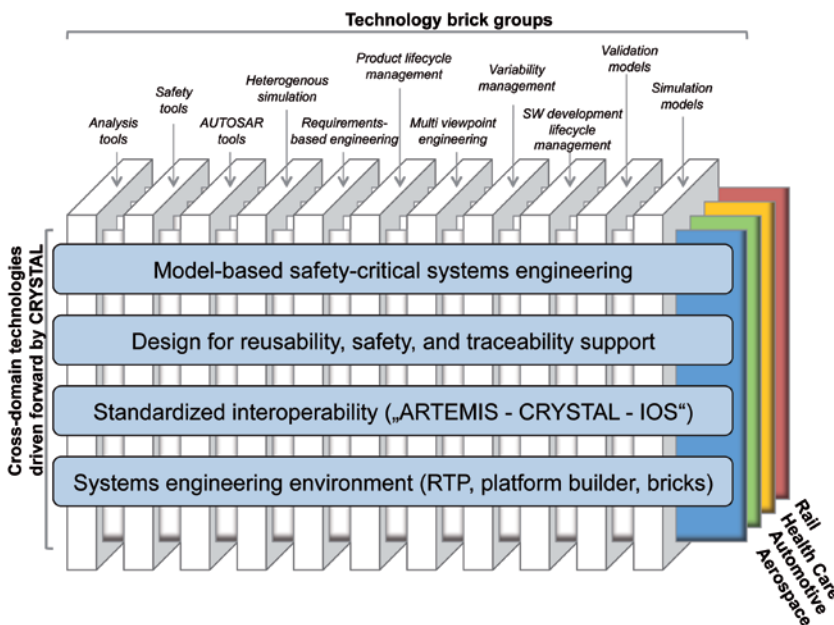 Technology brick groups
Analysis
tools
Safety
tools
AUTOSAR
tools
Heterogenous
simulation
Requirements-
based engineering
Product lifecycle
management
Multi viewpoint
engineering
Variability
management
SW development
lifecycle
management
Validation
models
Simulation
models
Cross-domain technologies
driven forward by CRYSTAL
Model-based safety-critical systems engineering
Design for reusability, safety, and traceability support
Standardized interoperability („ARTEMIS - CRYSTAL - IOS“)
Systems engineering environment (RTP, platform builder, bricks)
Rail
Health Care
Automotive
Aerospace